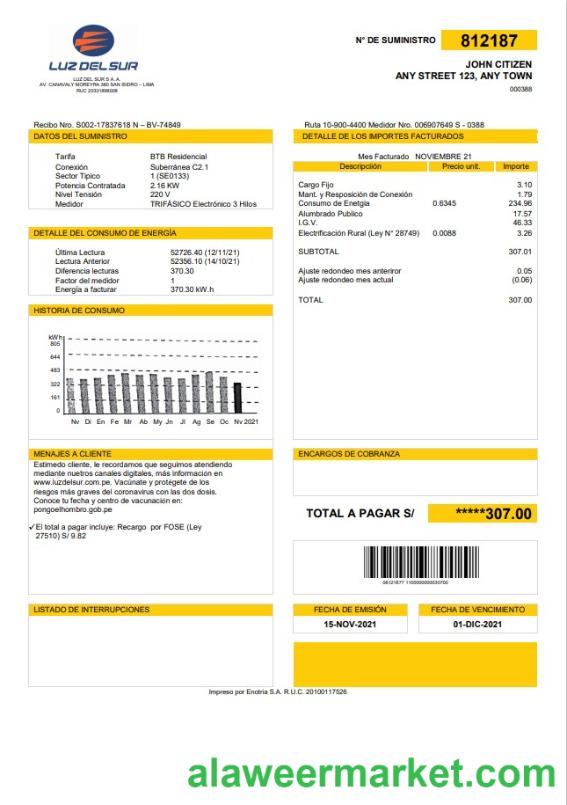 LUZ DEL SUR
LUZ DEL SUR S A A.
AV. CANAVALY MOREYRA 380 SAN ISIDRO – LIMA
RUC 20331898008
N° DE SUMINISTRO 812187
JOHN CITIZEN
ANY STREET 123, ANY TOWN
000388
Recibo Nro. S002-17837618 N – BV-74849
Ruta 10-900-4400 Medidor Nro. 006907649 S - 0388
DATOS DEL SUMINISTRO
Tarifa BTB Residencial
Conexión Suberránea C2.1
Sector Tipico 1 (SE0133)
Potencia Contratada 2.16 KW
Nivel Tensión 220 V
Medidor TRIFÁSICO Electrónico 3 Hilos
DETALLE DEL CONSUMO DE ENERGÍA
Última Lectura 52726.40 (12/11/21)
Lectura Anterior 52356.10 (14/10/21)
Diferencia lecturas 370.30
Factor del medidor 1
Energia a facturar 370.30 kW.h
HISTORIA DE CONSUMO
kWh
805
644
483
322
161
0
Nv Di En Fe Mr Ab My Jn Jl Ag Se Oc Nv 2021
MENAJES A CLIENTE
Estimedo cliente, le recordamos que seguimos atendiendo
mediante nuetros canales digitales, más información en
www.luzdelsur.com.pe. Vacúnate y protégete de los
riesgos más graves del coronavirus con las dos dosis.
Conoce tu fecha y centro de vacunación en:
pongoelhombro.gob.pe
✓El total a pagar incluye: Recargo por FOSE (Ley
27510) S/ 9.82
LISTADO DE INTERRUPCIONES
DETALLE DE LOS IMPORTES FACTURADOS
Mes Facturado NOVIEMBRE 21
Descripción Precio unit. Importe
Cargo Fijo 3.10
Mant. y Resposición de Conexión 1.79
Consumo de Enetgia 0.6345 234.96
Alumbrado Publico 17.57
I.G.V. 46.33
Electrificación Rural (Ley N° 28749) 0.0088 3.26
SUBTOTAL 307.01
Ajuste redondeo mes anteriror 0.05
Ajuste redondeo mes actual (0.06)
TOTAL 307.00
ENCARGOS DE COBRANZA
TOTAL A PAGAR S/ *****307.00
FECHA DE EMISIÓN
15-NOV-2021
FECHA DE VENCIMIENTO
01-DIC-2021
Impreso por Enotria S.A. R.U.C. 20100117526
alaweermarket.com